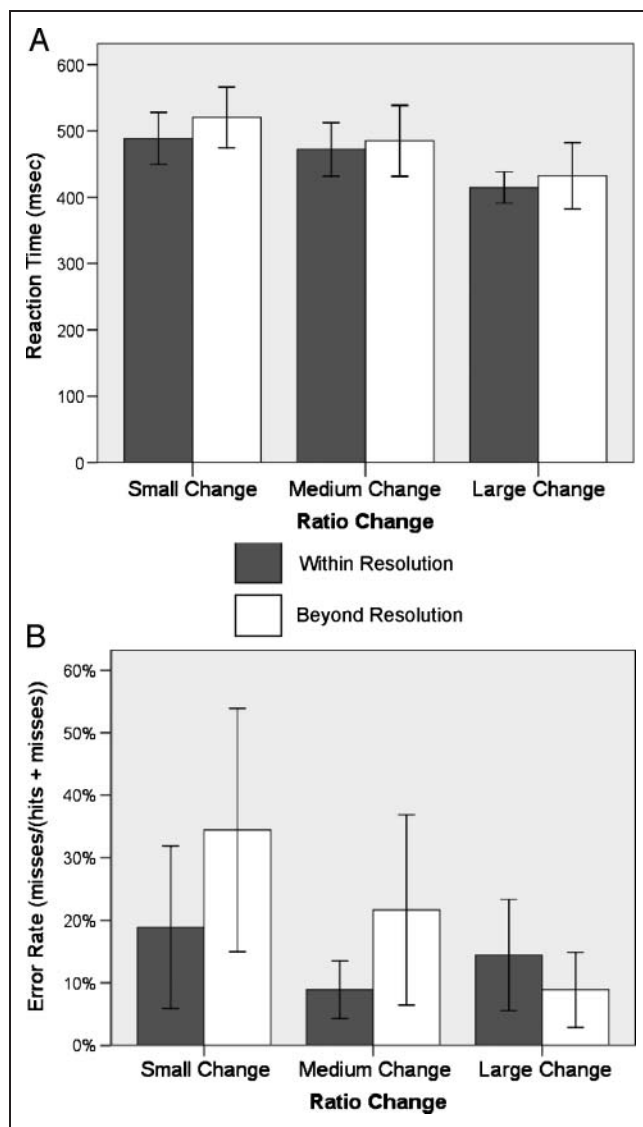 A
600
500
400
300
200
100
0
Reaction Time (msec)
Small Change Medium Change Large Change
Ratio Change
Within Resolution
Beyond Resolution
B
60%
50%
40%
30%
20%
10%
0%
Error Rate (misses/(hits + misses))
Small Change Medium Change Large Change
Ratio Change